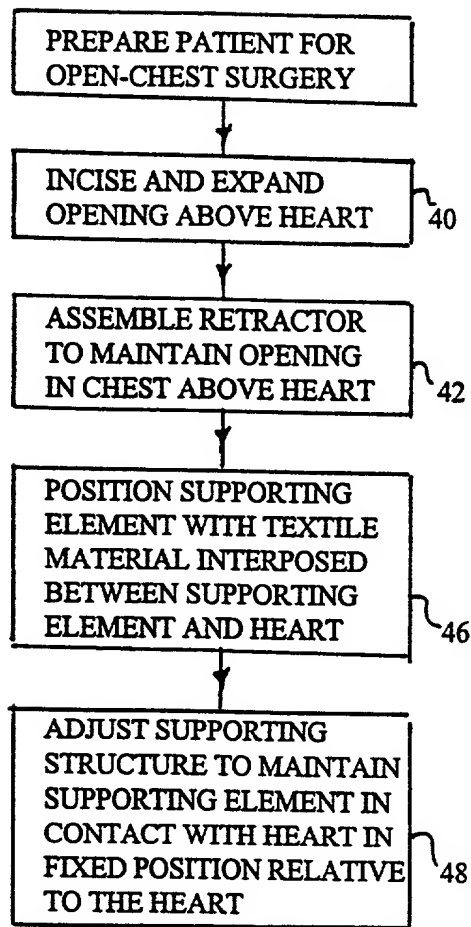 PREPARE PATIENT FOR
OPEN-CHEST SURGERY
INCISE AND EXPAND
OPENING ABOVE HEART
40
ASSEMBLE RETRACTOR
TO MAINTAIN OPENING
IN CHEST ABOVE HEART
42
POSITION SUPPORTING
ELEMENT WITH TEXTILE
MATERIAL INTERPOSED
BETWEEN SUPPORTING
ELEMENT AND HEART
46
ADJUST SUPPORTING
STRUCTURE TO MAINTAIN
SUPPORTING ELEMENT IN
CONTACT WITH HEART IN
FIXED POSITION RELATIVE
TO THE HEART
48